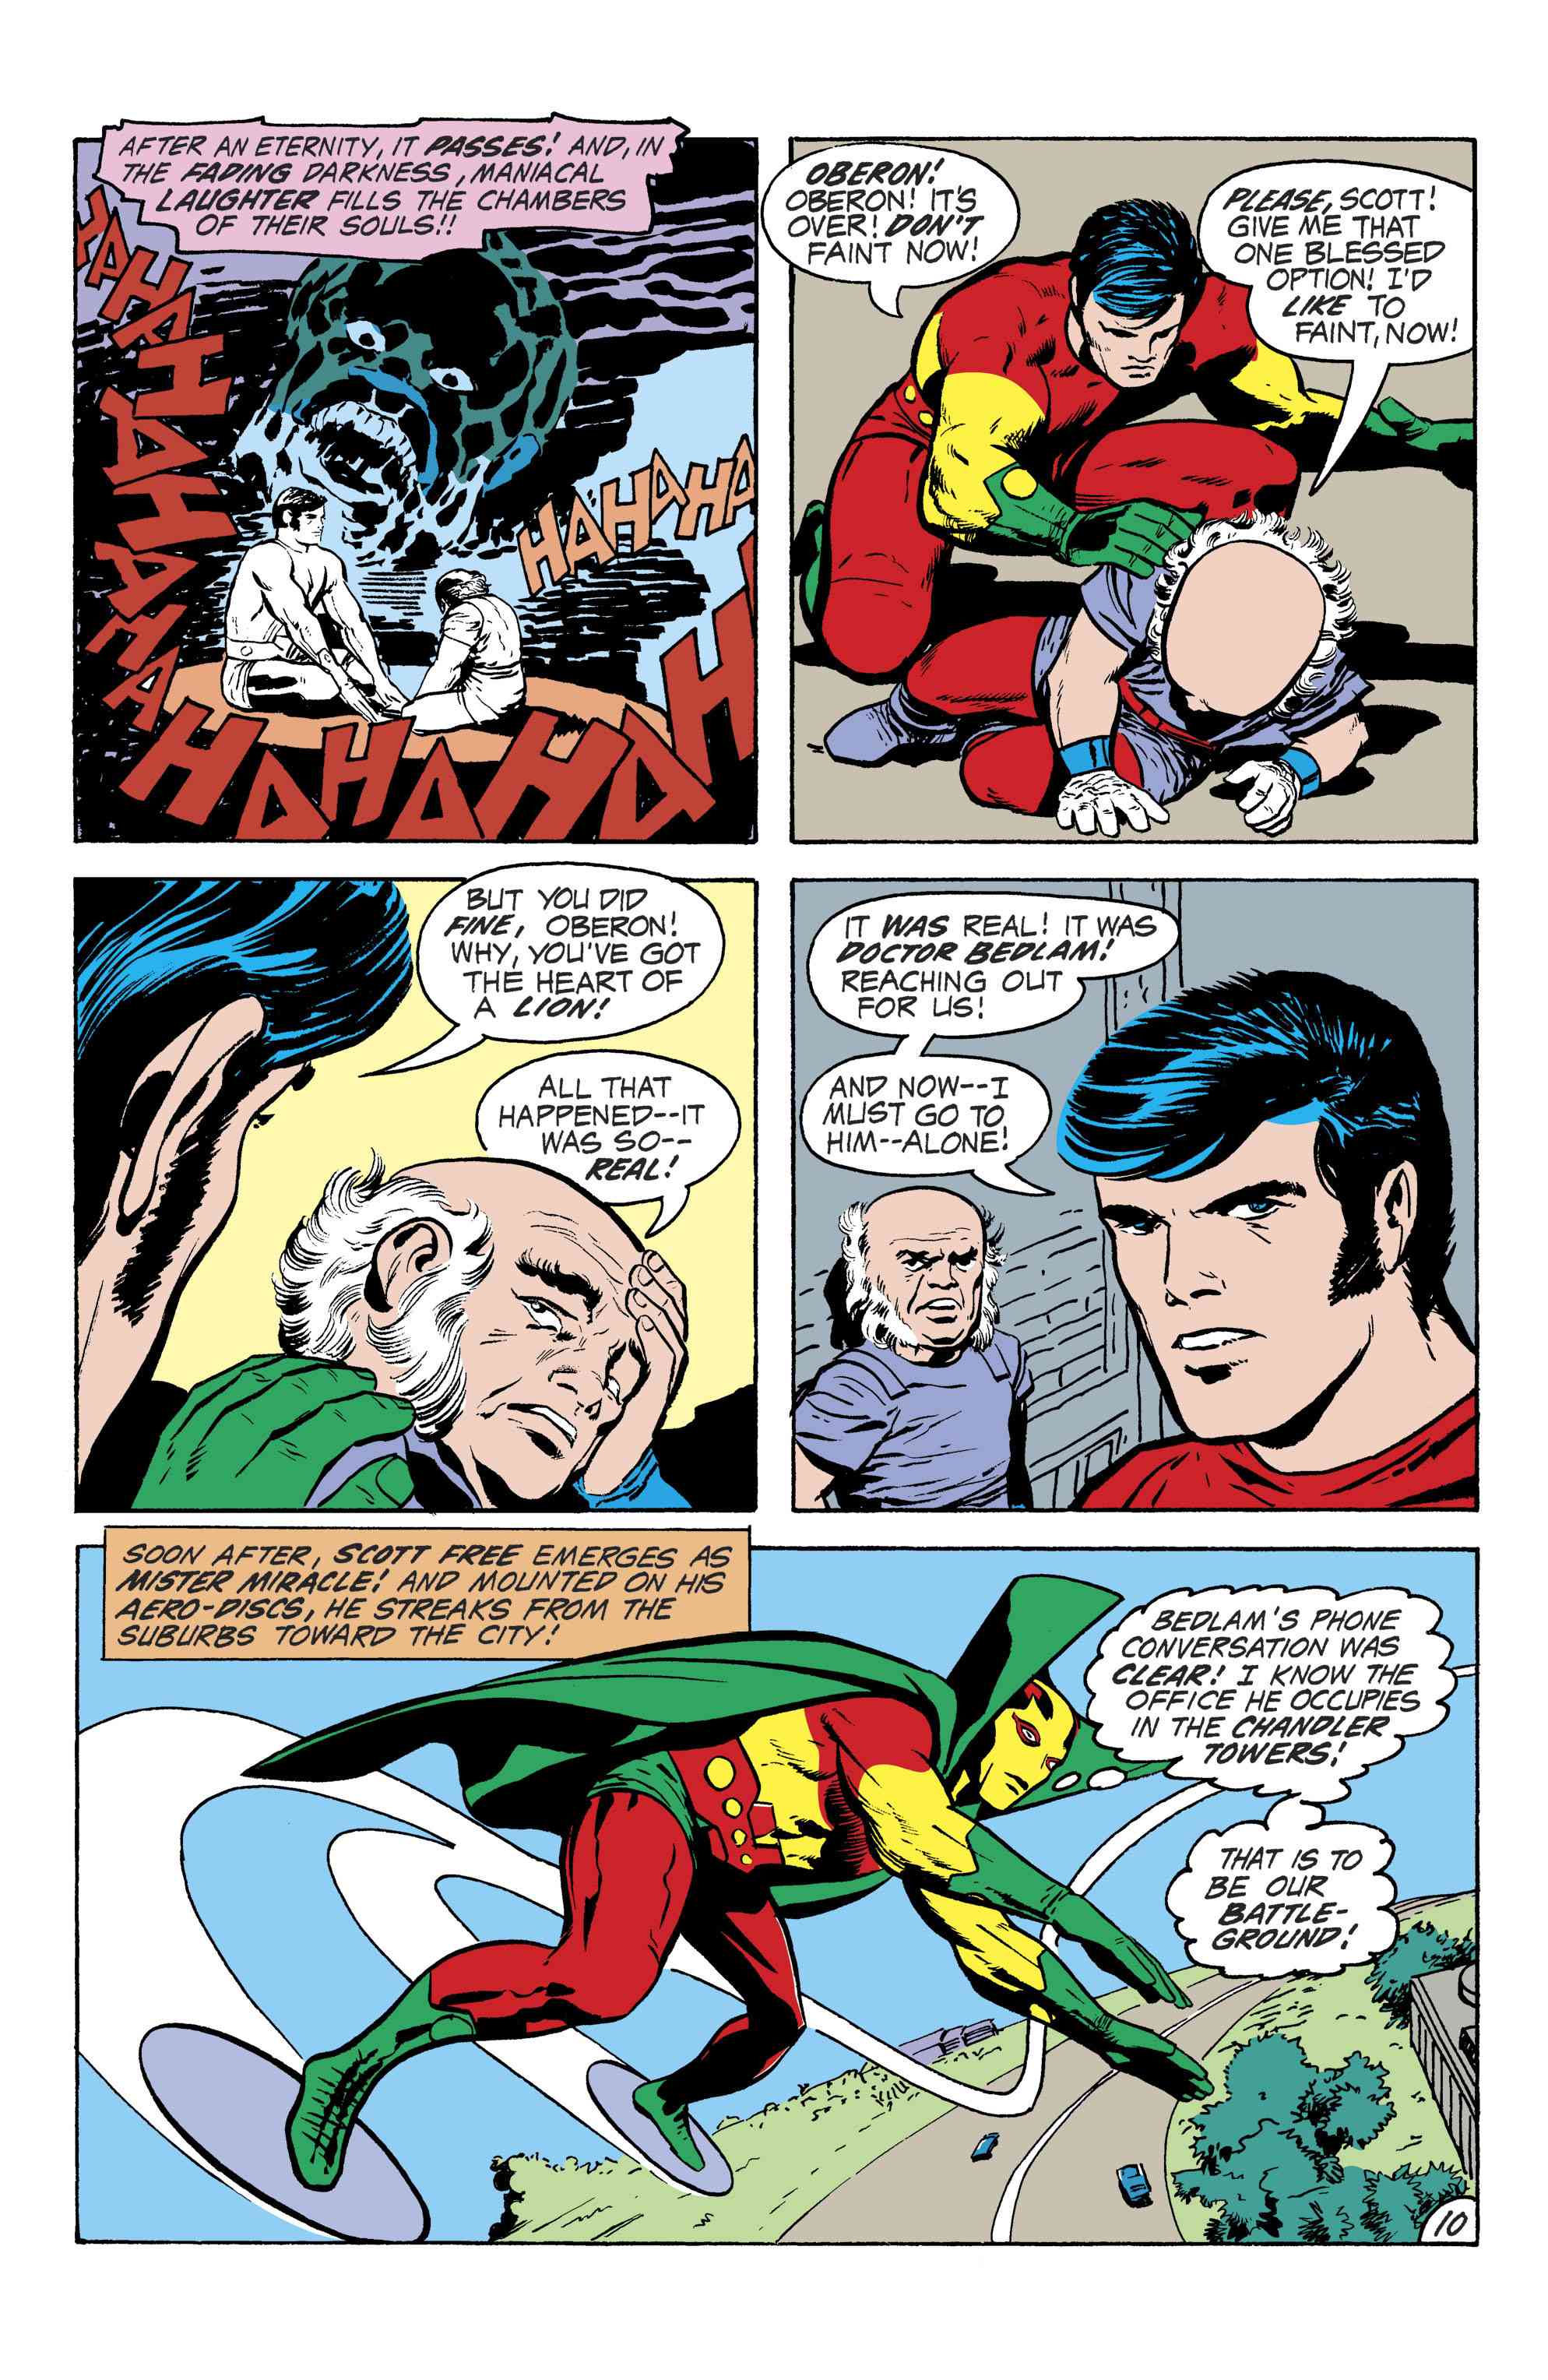 AFTER AN ETERNITY, IT PASSES! AND, IN
THE FADING DARKNESS, MANIACAL
LAUGHTER FILLS THE CHAMBERS
OF THEIR SOULS!!
HAHAHAHAHAHAHAHA
HAHAHAHAHAH
HAHAHAHA
OBERON!
OBERON! IT'S
OVER! DON'T
FAINT NOW!
PLEASE, SCOTT!
GIVE ME THAT
ONE BLESSED
OPTION! I'D
LIKE TO
FAINT, NOW!
BUT YOU DID
FINE, OBERON!
WHY, YOU'VE GOT
THE HEART OF
A LION!
ALL THAT
HAPPENED--IT
WAS SO--
REAL!
IT WAS REAL! IT WAS
DOCTOR BEDLAM!
REACHING OUT
FOR US!
AND NOW--I
MUST GO TO
HIM--ALONE!
SOON AFTER, SCOTT FREE EMERGES AS
MISTER MIRACLE! AND MOUNTED ON HIS
AERO-DISCS, HE STREAKS FROM THE
SUBURBS TOWARD THE CITY!
BEDLAM'S PHONE
CONVERSATION WAS
CLEAR! I KNOW THE
OFFICE HE OCCUPIES
IN THE CHANDLER
TOWERS!
THAT IS TO
BE OUR
BATTLE-
GROUND!
10